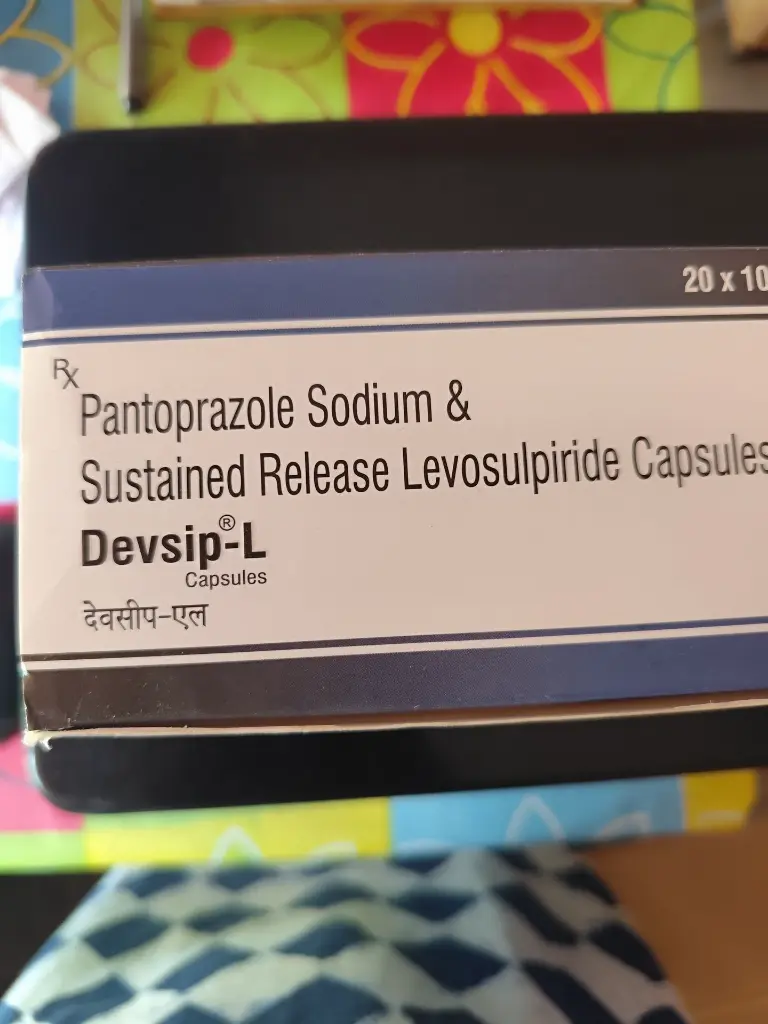 20 x 10
Rx
Pantoprazole Sodium &
Sustained Release Levosulpiride Capsules
Devsip®-L
Capsules
देवसीप-एल